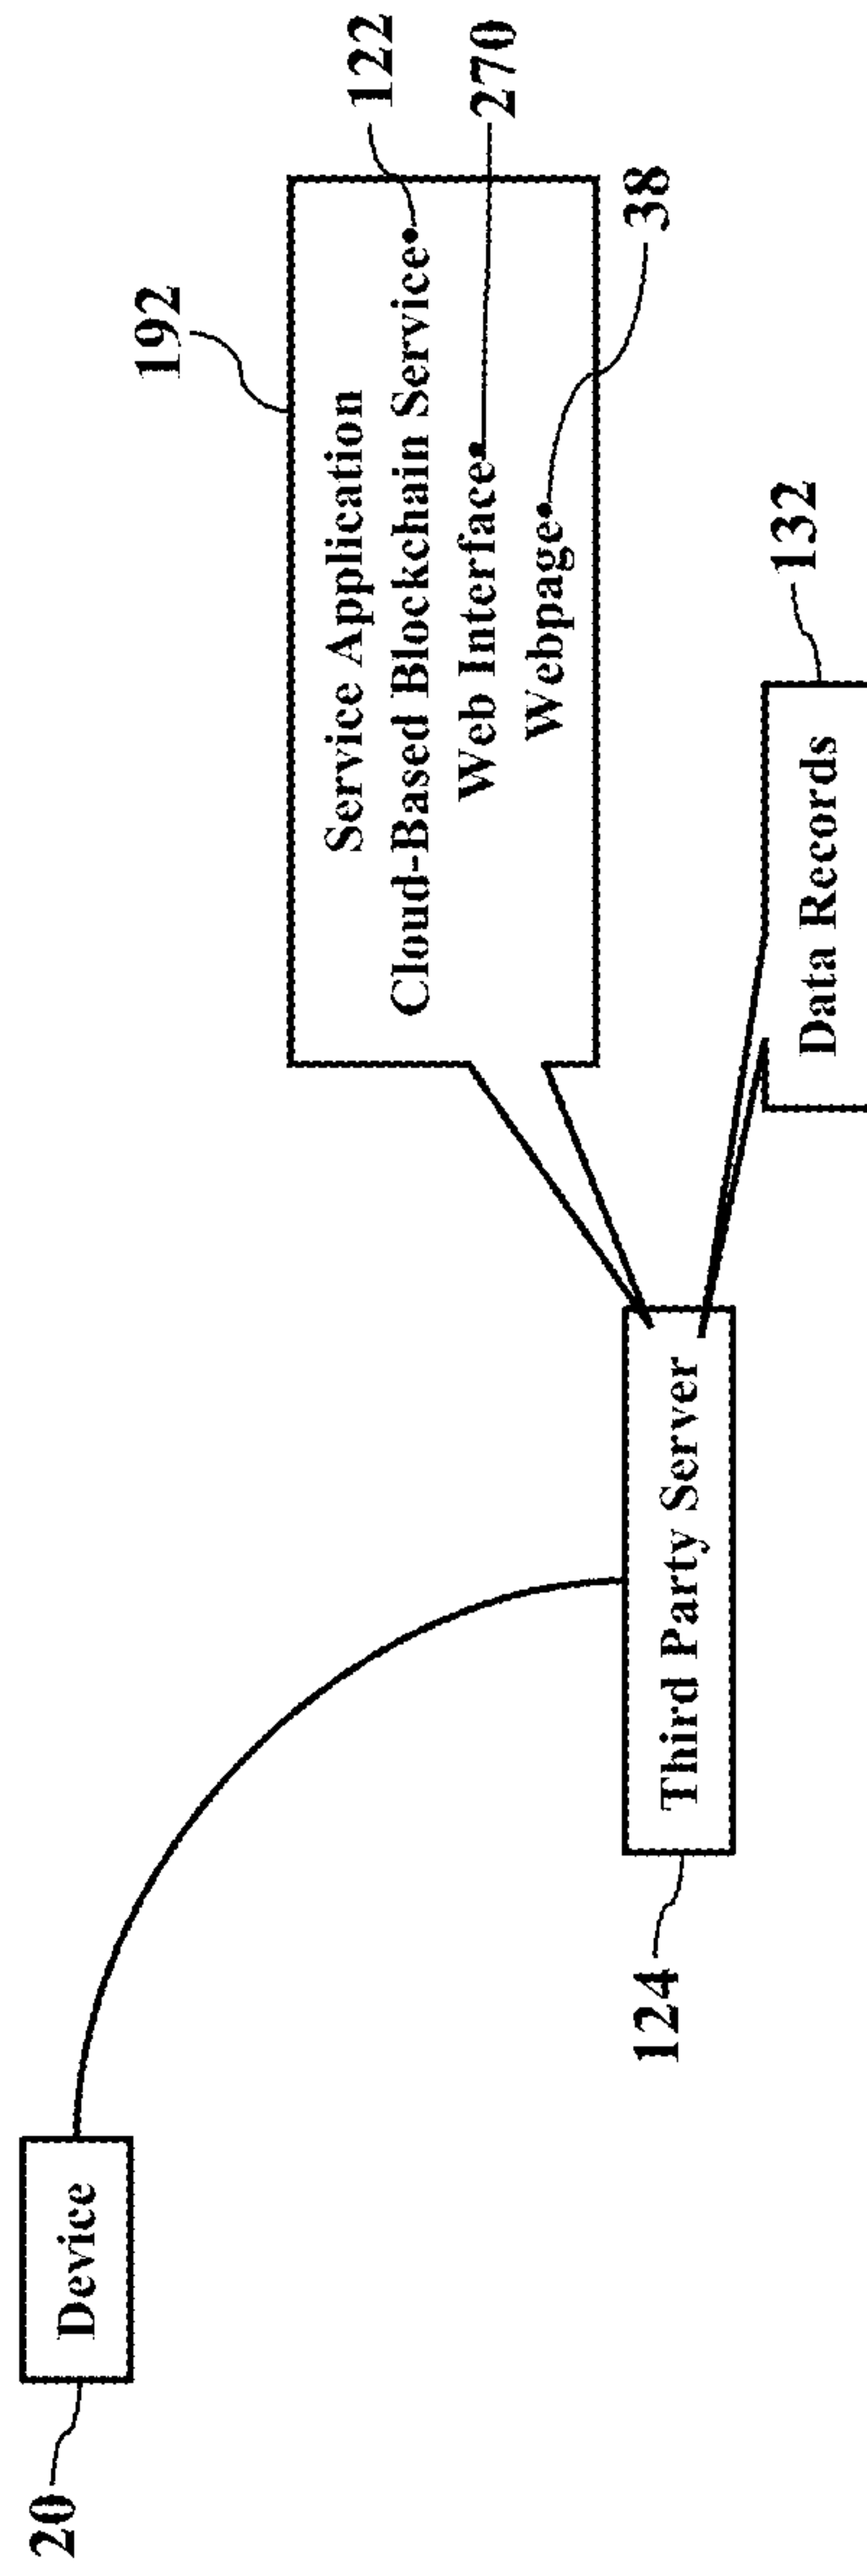 20
Device
192
Service Application
Cloud-Based Blockchain Service
122
Web Interface
270
Webpage
38
124
Third Party Server
Data Records
132